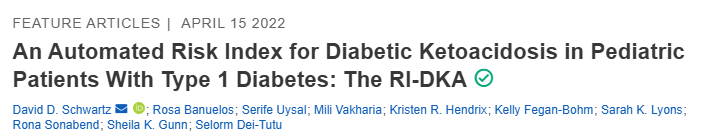 FEATURE ARTICLES | APRIL 15 2022
An Automated Risk Index for Diabetic Ketoacidosis in Pediatric
Patients With Type 1 Diabetes: The RI-DKA
David D. Schwartz ; Rosa Banuelos; Serife Uysal; Mili Vakharia; Kristen R. Hendrix; Kelly Fegan-Bohm; Sarah K. Lyons;
Rona Sonabend; Sheila K. Gunn; Selorm Dei-Tutu